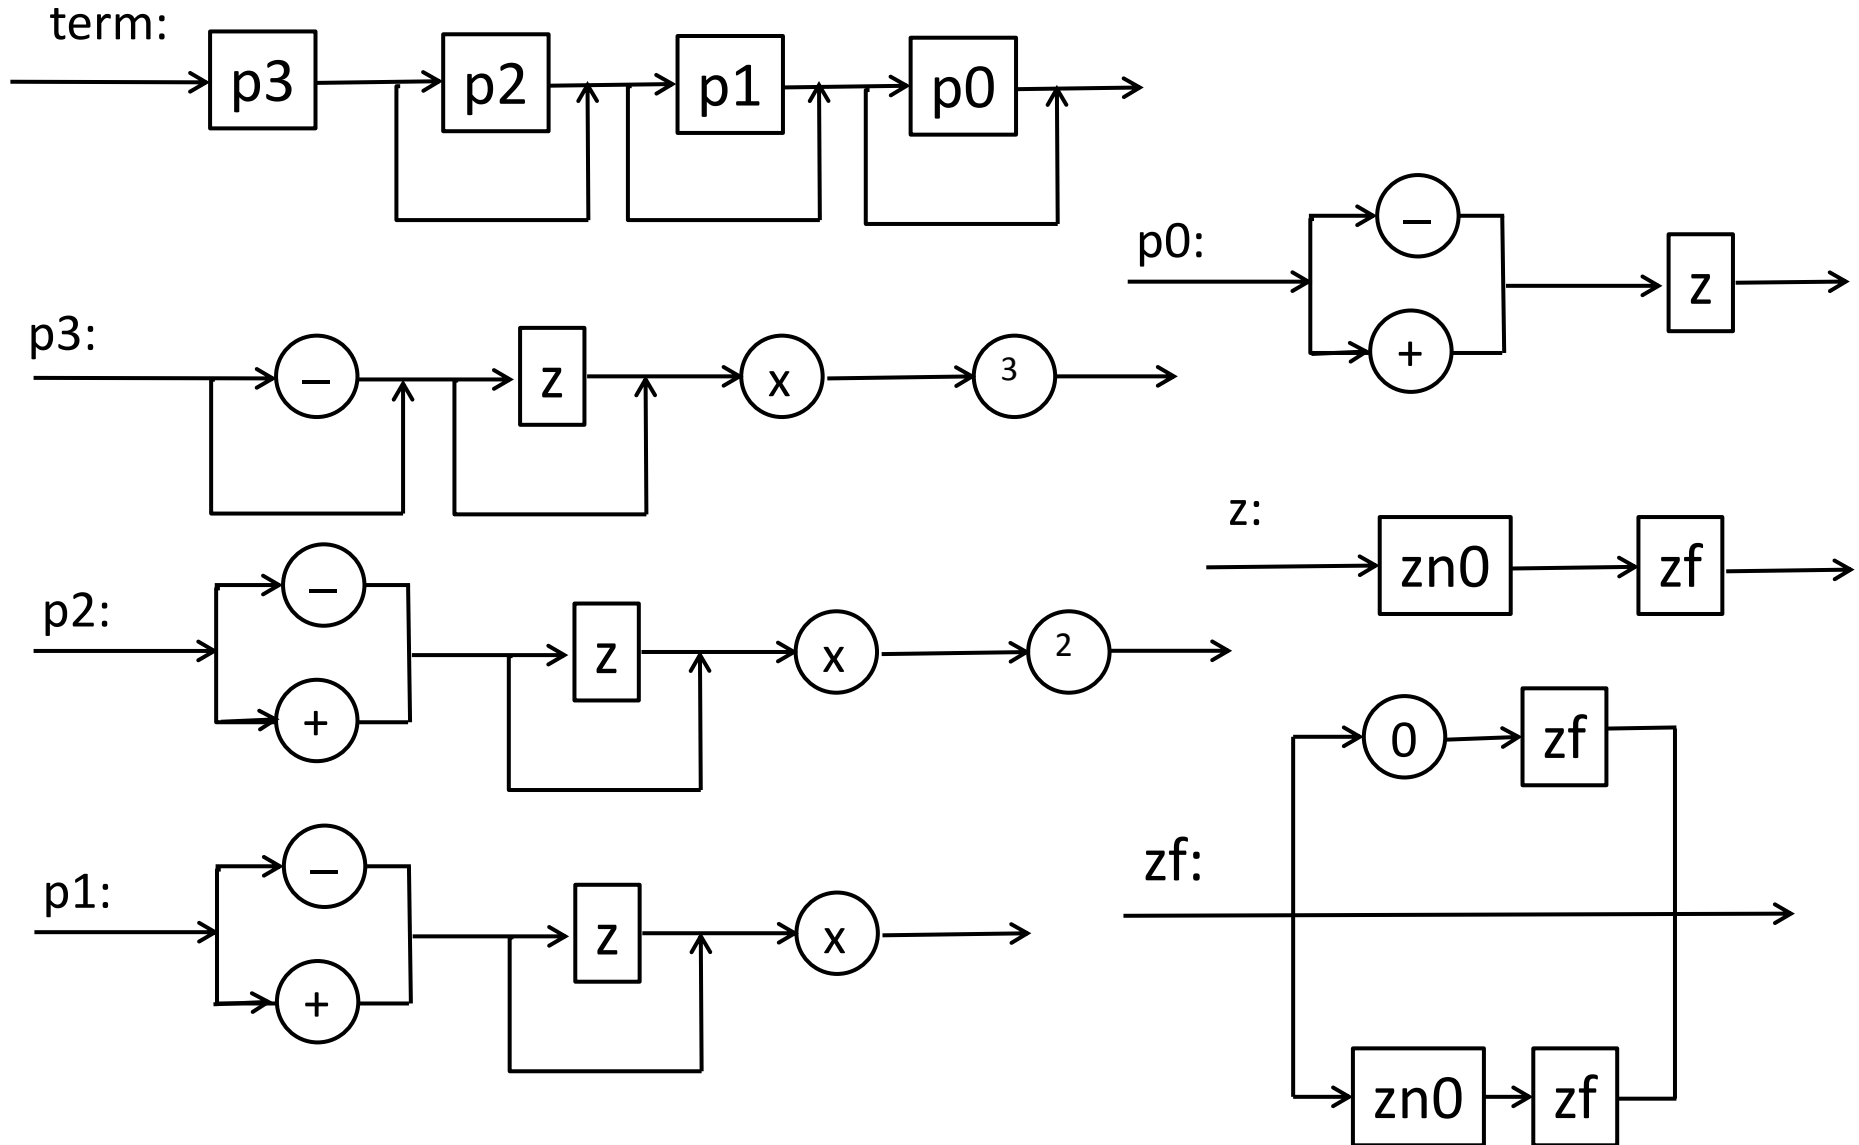 term:
p3 p2 p1 p0
p0:
–
+
z
p3:
– z x ³
z:
zn0 zf
p2:
–
+
z x ²
zf:
0 zf
zn0 zf
p1:
–
+
z x